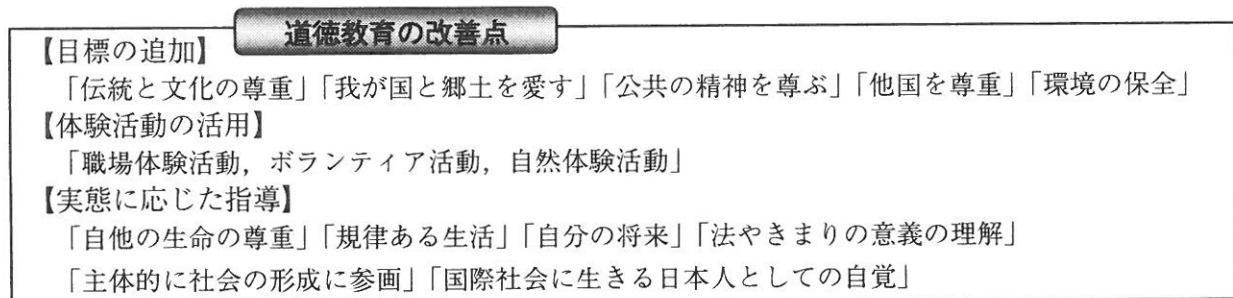 道徳教育の改善点
【目標の追加】
「伝統と文化の尊重」「我が国と郷土を愛す」「公共の精神を尊ぶ」「他国を尊重」「環境の保全」
【体験活動の活用】
「職場体験活動，ボランティア活動，自然体験活動」
【実態に応じた指導】
「自他の生命の尊重」「規律ある生活」「自分の将来」「法やきまりの意義の理解」
「主体的に社会の形成に参画」「国際社会に生きる日本人としての自覚」